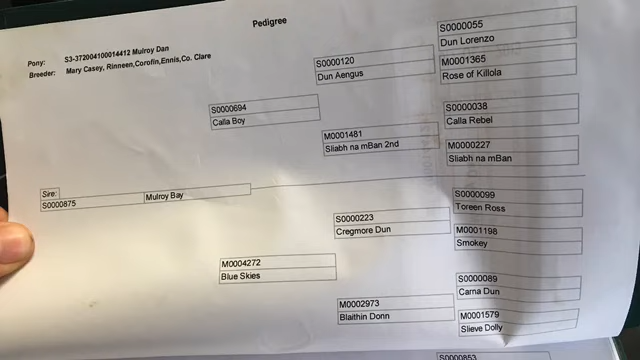 Pedigree
Pony: S3-372004100014412 Mulroy Dan
Breeder: Mary Casey, Rinneen,Corofin,Ennis,Co. Clare
S0000055
Dun Lorenzo
S0000120
Dun Aengus
M0001365
Rose of Killola
S0000694
Calla Boy
S0000038
Calla Rebel
M0001481
Sliabh na mBan 2nd
M0000227
Sliabh na mBan
Sire:
S0000875 Mulroy Bay
S0000099
Toreen Ross
S0000223
Cregmore Dun
M0001198
Smokey
M0004272
Blue Skies
S0000089
Carna Dun
M0002973
Blaithin Donn
M0001579
Slieve Dolly
S0000853